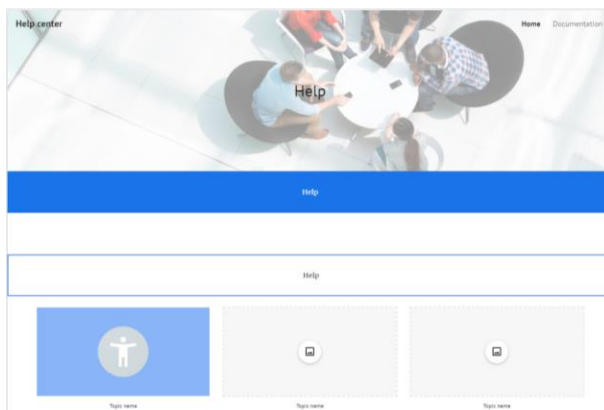 Help center
Home Documentation
Help
Help
Help
Topic name Topic name Topic name